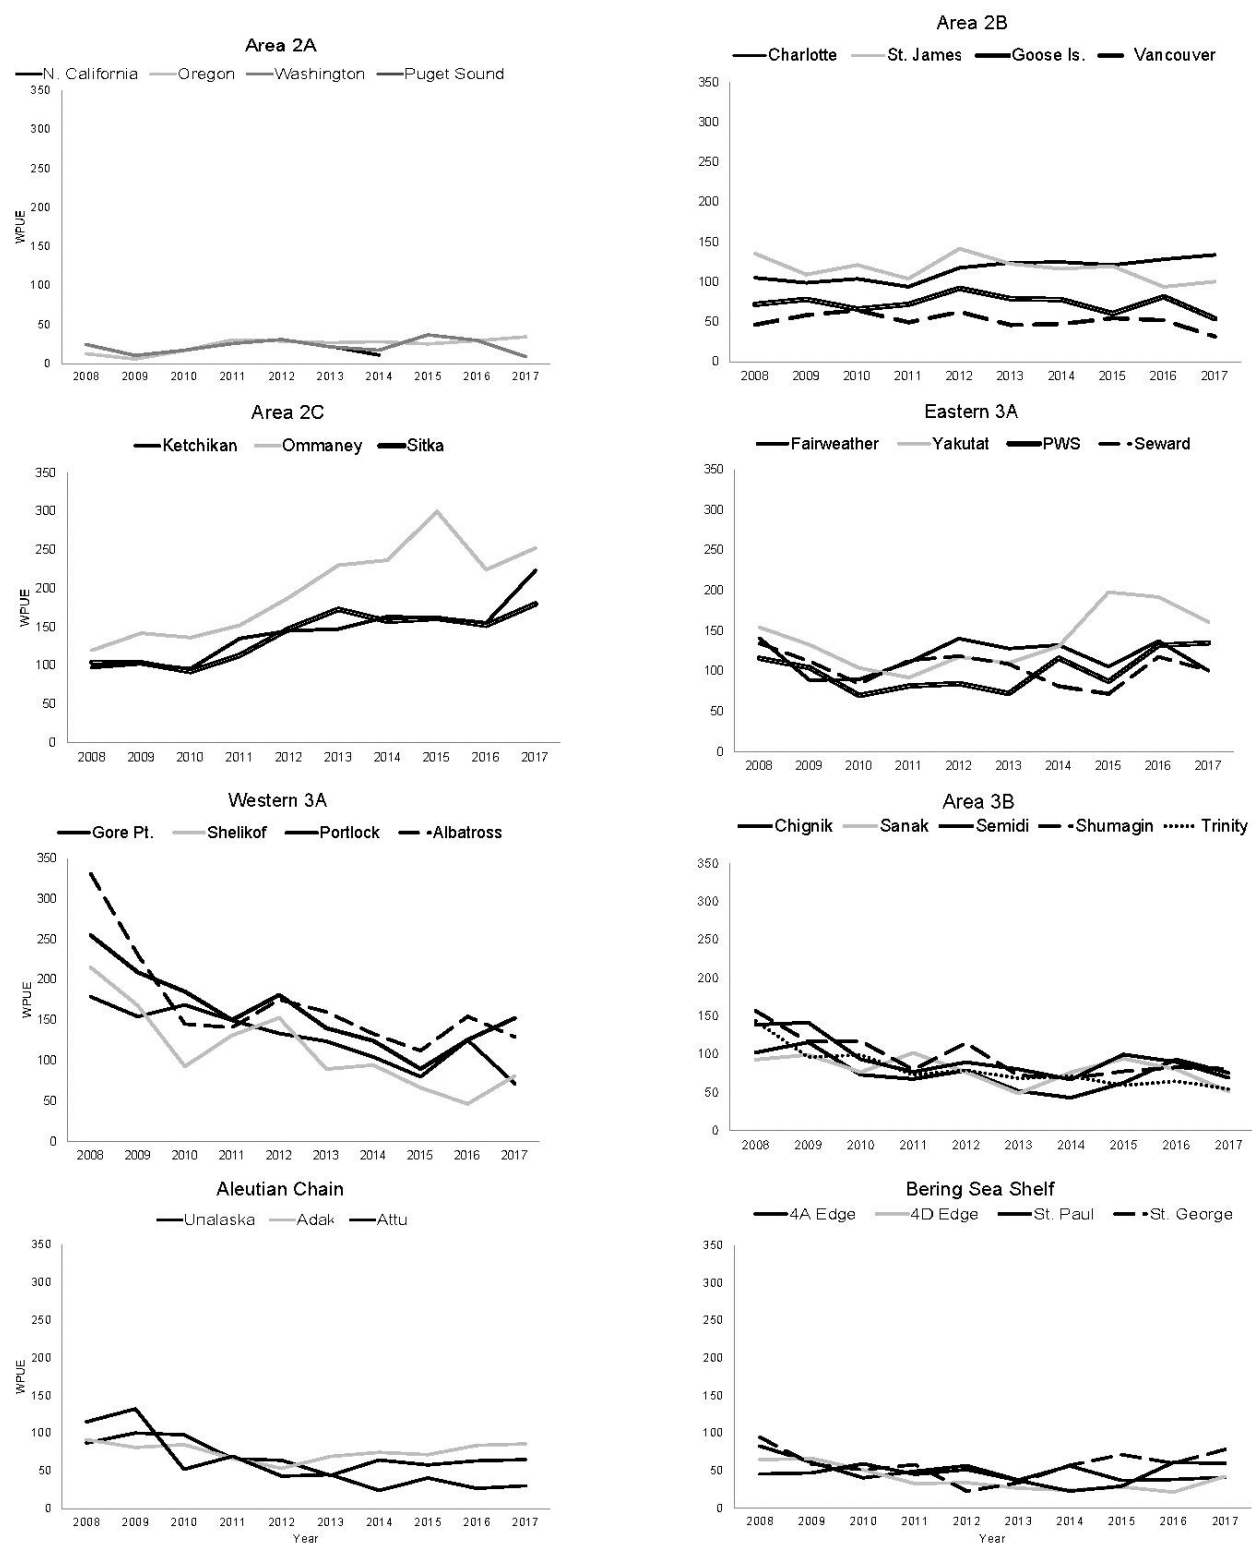 Area 2A
N. California Oregon Washington Puget Sound
350
300
250
200
150
100
50
0
WPUE
2008 2009 2010 2011 2012 2013 2014 2015 2016 2017
Area 2B
Charlotte St. James Goose Is. Vancouver
350
300
250
200
150
100
50
0
2008 2009 2010 2011 2012 2013 2014 2015 2016 2017
Area 2C
Ketchikan Ommaney Sitka
350
300
250
200
150
100
50
0
WPUE
2008 2009 2010 2011 2012 2013 2014 2015 2016 2017
Eastern 3A
Fairweather Yakutat PWS Seward
350
300
250
200
150
100
50
0
2008 2009 2010 2011 2012 2013 2014 2015 2016 2017
Western 3A
Gore Pt. Shelikof Portlock Albatross
350
300
250
200
150
100
50
0
WPUE
2008 2009 2010 2011 2012 2013 2014 2015 2016 2017
Area 3B
Chignik Sanak Semidi Shumagin Trinity
350
300
250
200
150
100
50
0
2008 2009 2010 2011 2012 2013 2014 2015 2016 2017
Aleutian Chain
Unalaska Adak Attu
350
300
250
200
150
100
50
0
WPUE
2008 2009 2010 2011 2012 2013 2014 2015 2016 2017
Year
Bering Sea Shelf
4A Edge 4D Edge St. Paul St. George
350
300
250
200
150
100
50
0
2008 2009 2010 2011 2012 2013 2014 2015 2016 2017
Year